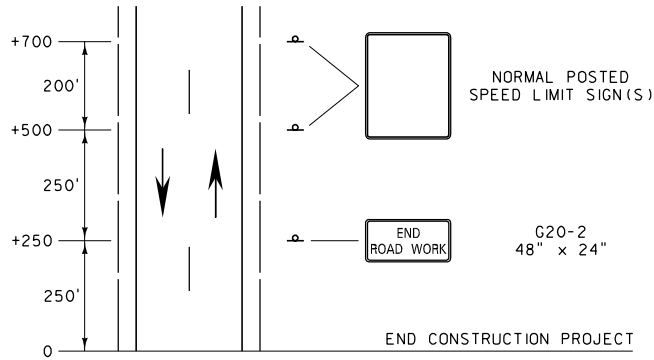 +700
200'
NORMAL POSTED
SPEED LIMIT SIGN(S)
+500
250'
+250
END
ROAD WORK
G20-2
48" x 24"
250'
END CONSTRUCTION PROJECT
0